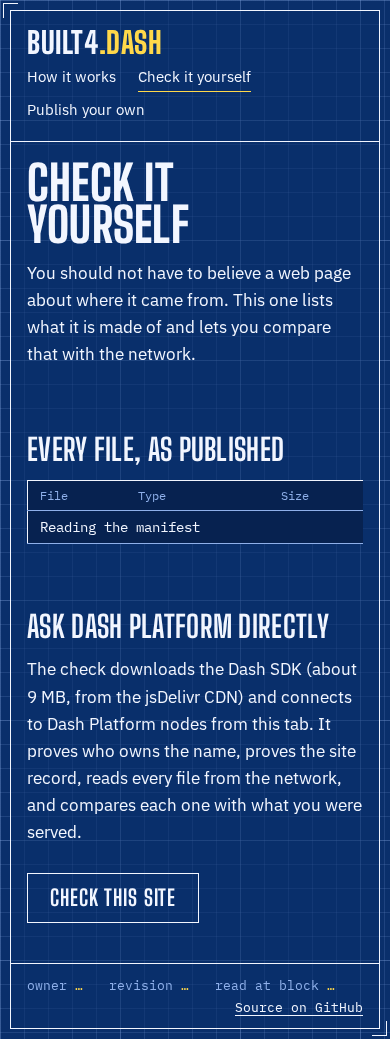 BUILT4.DASH
How it works Check it yourself
Publish your own
CHECK IT
YOURSELF
You should not have to believe a web page
about where it came from. This one lists
what it is made of and lets you compare
that with the network.
EVERY FILE, AS PUBLISHED
File Type Size
Reading the manifest
ASK DASH PLATFORM DIRECTLY
The check downloads the Dash SDK (about
9 MB, from the jsDelivr CDN) and connects
to Dash Platform nodes from this tab. It
proves who owns the name, proves the site
record, reads every file from the network,
and compares each one with what you were
served.
CHECK THIS SITE
owner … revision … read at block …
Source on GitHub